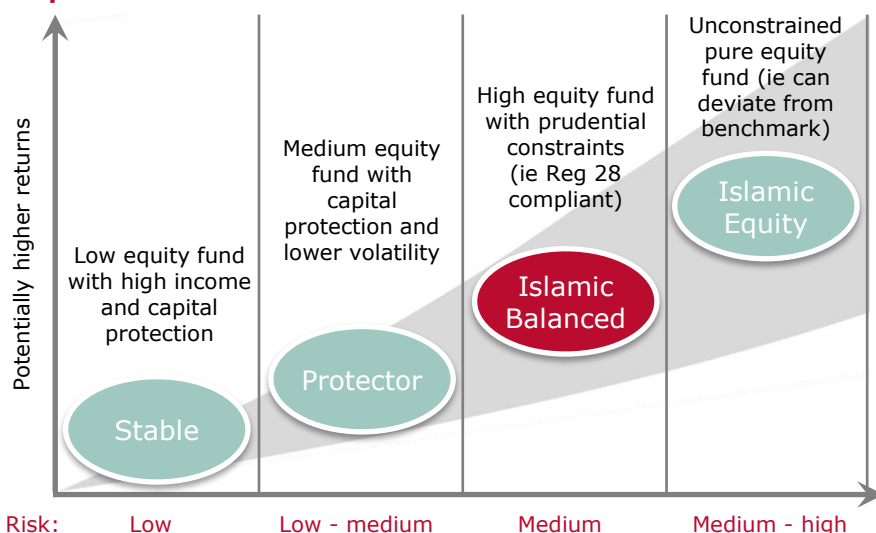 Potentially higher returns
Low equity fund
with high income
and capital
protection
Stable
Medium equity
fund with
capital
protection and
lower volatility
Protector
High equity fund
with prudential
constraints
(ie Reg 28
compliant)
Islamic
Balanced
Unconstrained
pure equity
fund (ie can
deviate from
benchmark)
Islamic
Equity
Risk: Low Low - medium Medium Medium - high